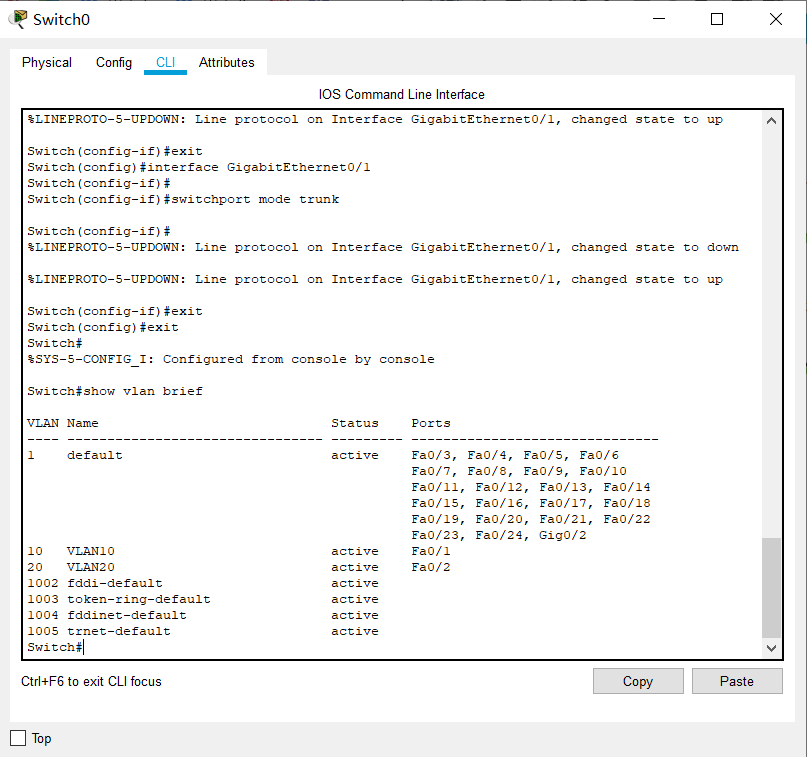 Switch0
Physical Config CLI Attributes
IOS Command Line Interface
%LINEPROTO-5-UPDOWN: Line protocol on Interface GigabitEthernet0/1, changed state to up
Switch(config-if)#exit
Switch(config)#interface GigabitEthernet0/1
Switch(config-if)#
Switch(config-if)#switchport mode trunk
Switch(config-if)#
%LINEPROTO-5-UPDOWN: Line protocol on Interface GigabitEthernet0/1, changed state to down
%LINEPROTO-5-UPDOWN: Line protocol on Interface GigabitEthernet0/1, changed state to up
Switch(config-if)#exit
Switch(config)#exit
Switch#
%SYS-5-CONFIG_I: Configured from console by console
Switch#show vlan brief
VLAN Name                             Status    Ports
---- -------------------------------- --------- -------------------------------
1    default                          active    Fa0/3, Fa0/4, Fa0/5, Fa0/6
                                                Fa0/7, Fa0/8, Fa0/9, Fa0/10
                                                Fa0/11, Fa0/12, Fa0/13, Fa0/14
                                                Fa0/15, Fa0/16, Fa0/17, Fa0/18
                                                Fa0/19, Fa0/20, Fa0/21, Fa0/22
                                                Fa0/23, Fa0/24, Gig0/2
10   VLAN10                           active    Fa0/1
20   VLAN20                           active    Fa0/2
1002 fddi-default                     active
1003 token-ring-default               active
1004 fddinet-default                  active
1005 trnet-default                    active
Switch#
Ctrl+F6 to exit CLI focus
Copy Paste
Top